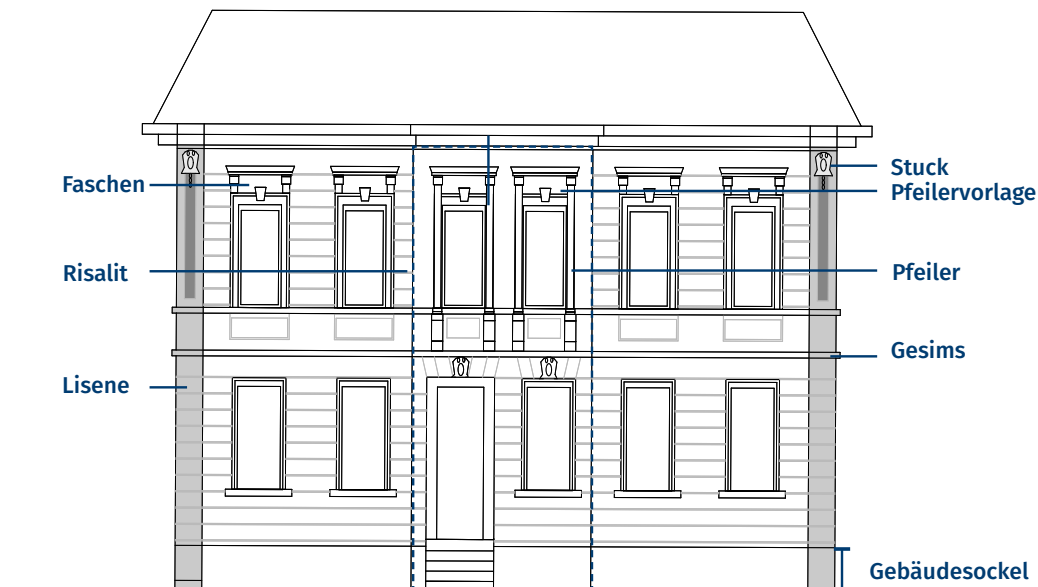 Faschen
Risalit
Lisene
Stuck
Pfeilervorlage
Pfeiler
Gesims
Gebäudesockel